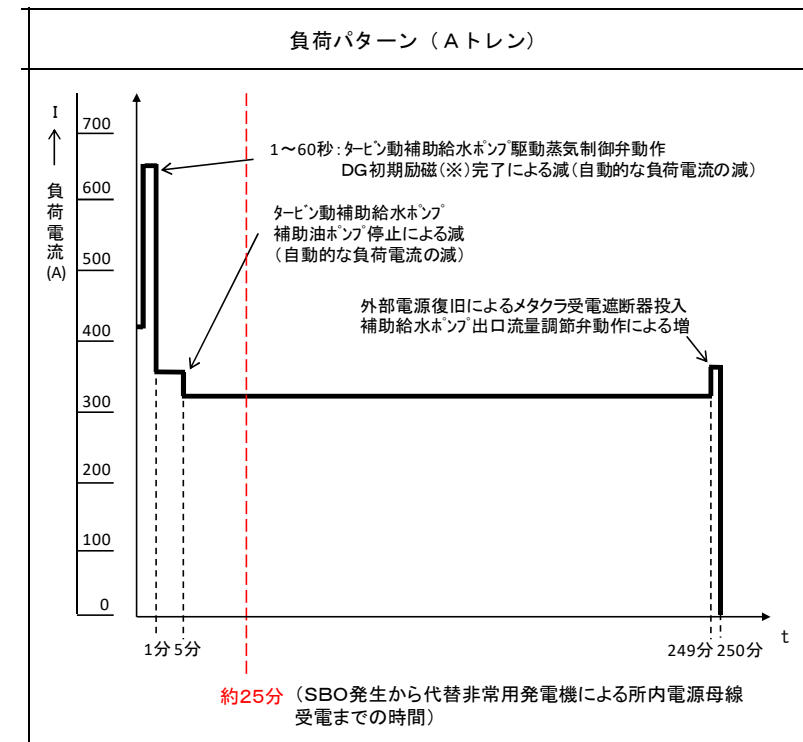 負荷パターン（Aトレン）
I
負荷電流(A)
700
600
500
400
300
200
100
0
1～60秒：ﾀｰﾋﾞﾝ動補助給水ﾎﾟﾝﾌﾟ駆動蒸気制御弁動作
DG初期励磁(※)完了による減(自動的な負荷電流の減)
ﾀｰﾋﾞﾝ動補助給水ﾎﾟﾝﾌﾟ
補助油ﾎﾟﾝﾌﾟ停止による減
(自動的な負荷電流の減)
外部電源復旧によるメタクラ受電遮断器投入
補助給水ﾎﾟﾝﾌﾟ出口流量調節弁動作による増
t
1分 5分
249分 250分
約25分 (SBO発生から代替非常用発電機による所内電源母線
受電までの時間)